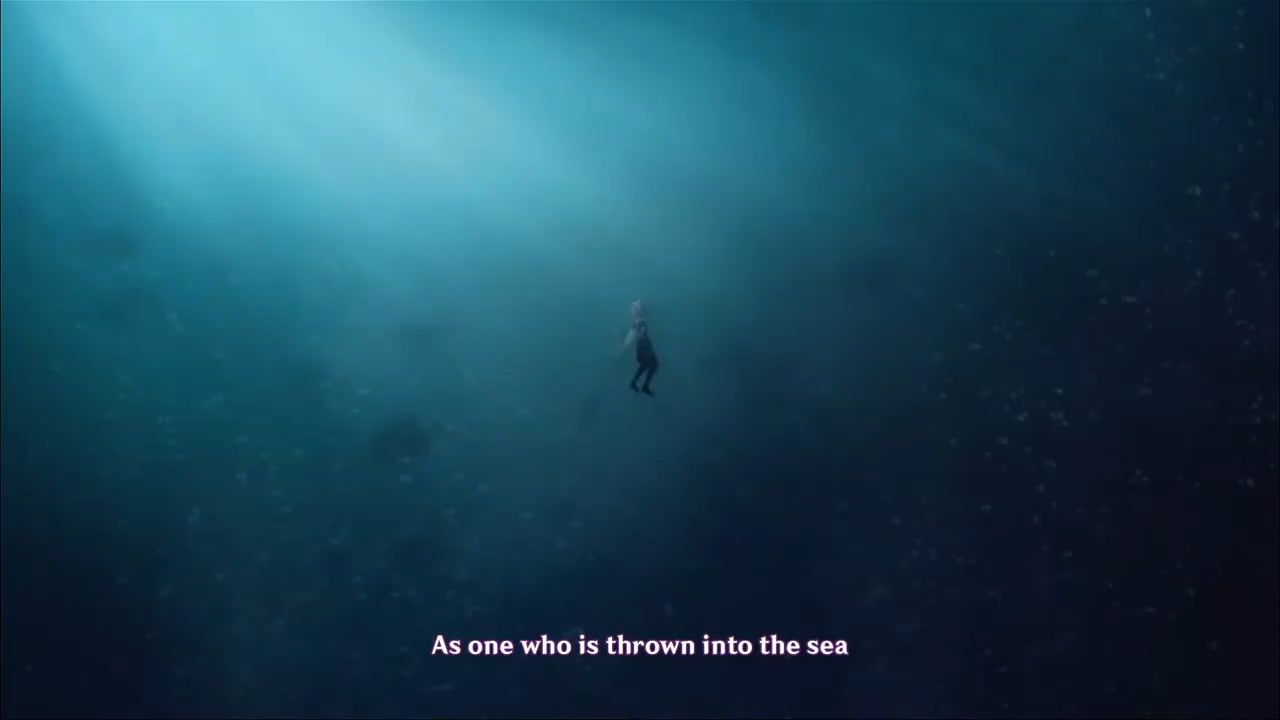 As one who is thrown into the sea